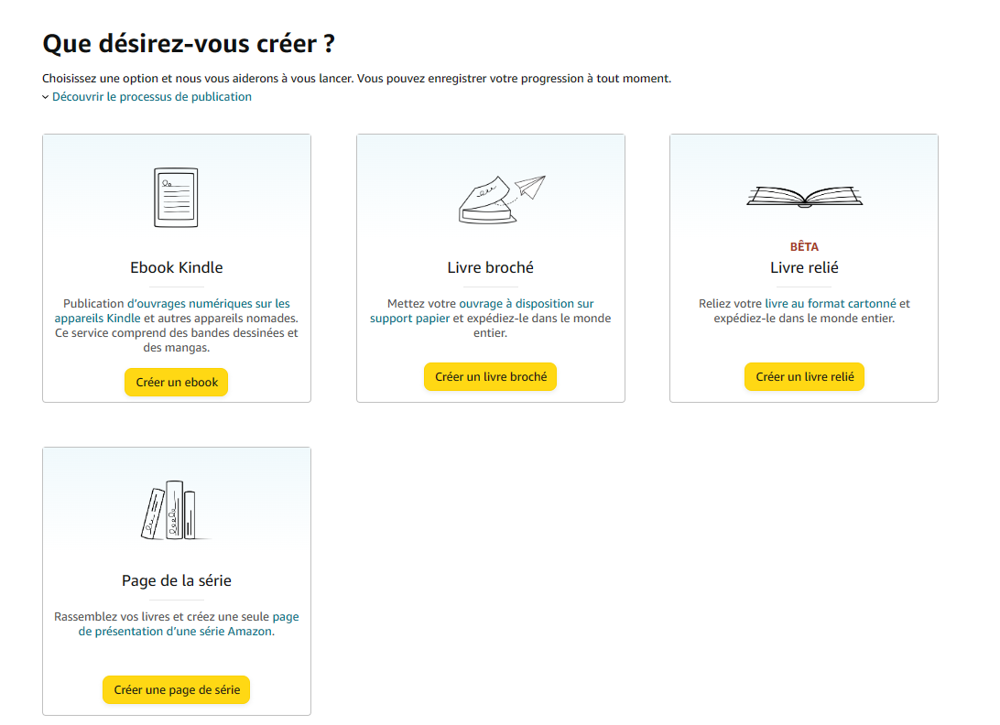 Que désirez-vous créer ?
Choisissez une option et nous vous aiderons à vous lancer. Vous pouvez enregistrer votre progression à tout moment.
Découvrir le processus de publication
Ebook Kindle
Publication d'ouvrages numériques sur les
appareils Kindle et autres appareils nomades.
Ce service comprend des bandes dessinées et
des mangas.
Créer un ebook
Livre broché
Mettez votre ouvrage à disposition sur
support papier et expédiez-le dans le monde
entier.
Créer un livre broché
BÊTA
Livre relié
Reliez votre livre au format cartonné et
expédiez-le dans le monde entier.
Créer un livre relié
Page de la série
Rassemblez vos livres et créez une seule page
de présentation d'une série Amazon.
Créer une page de série